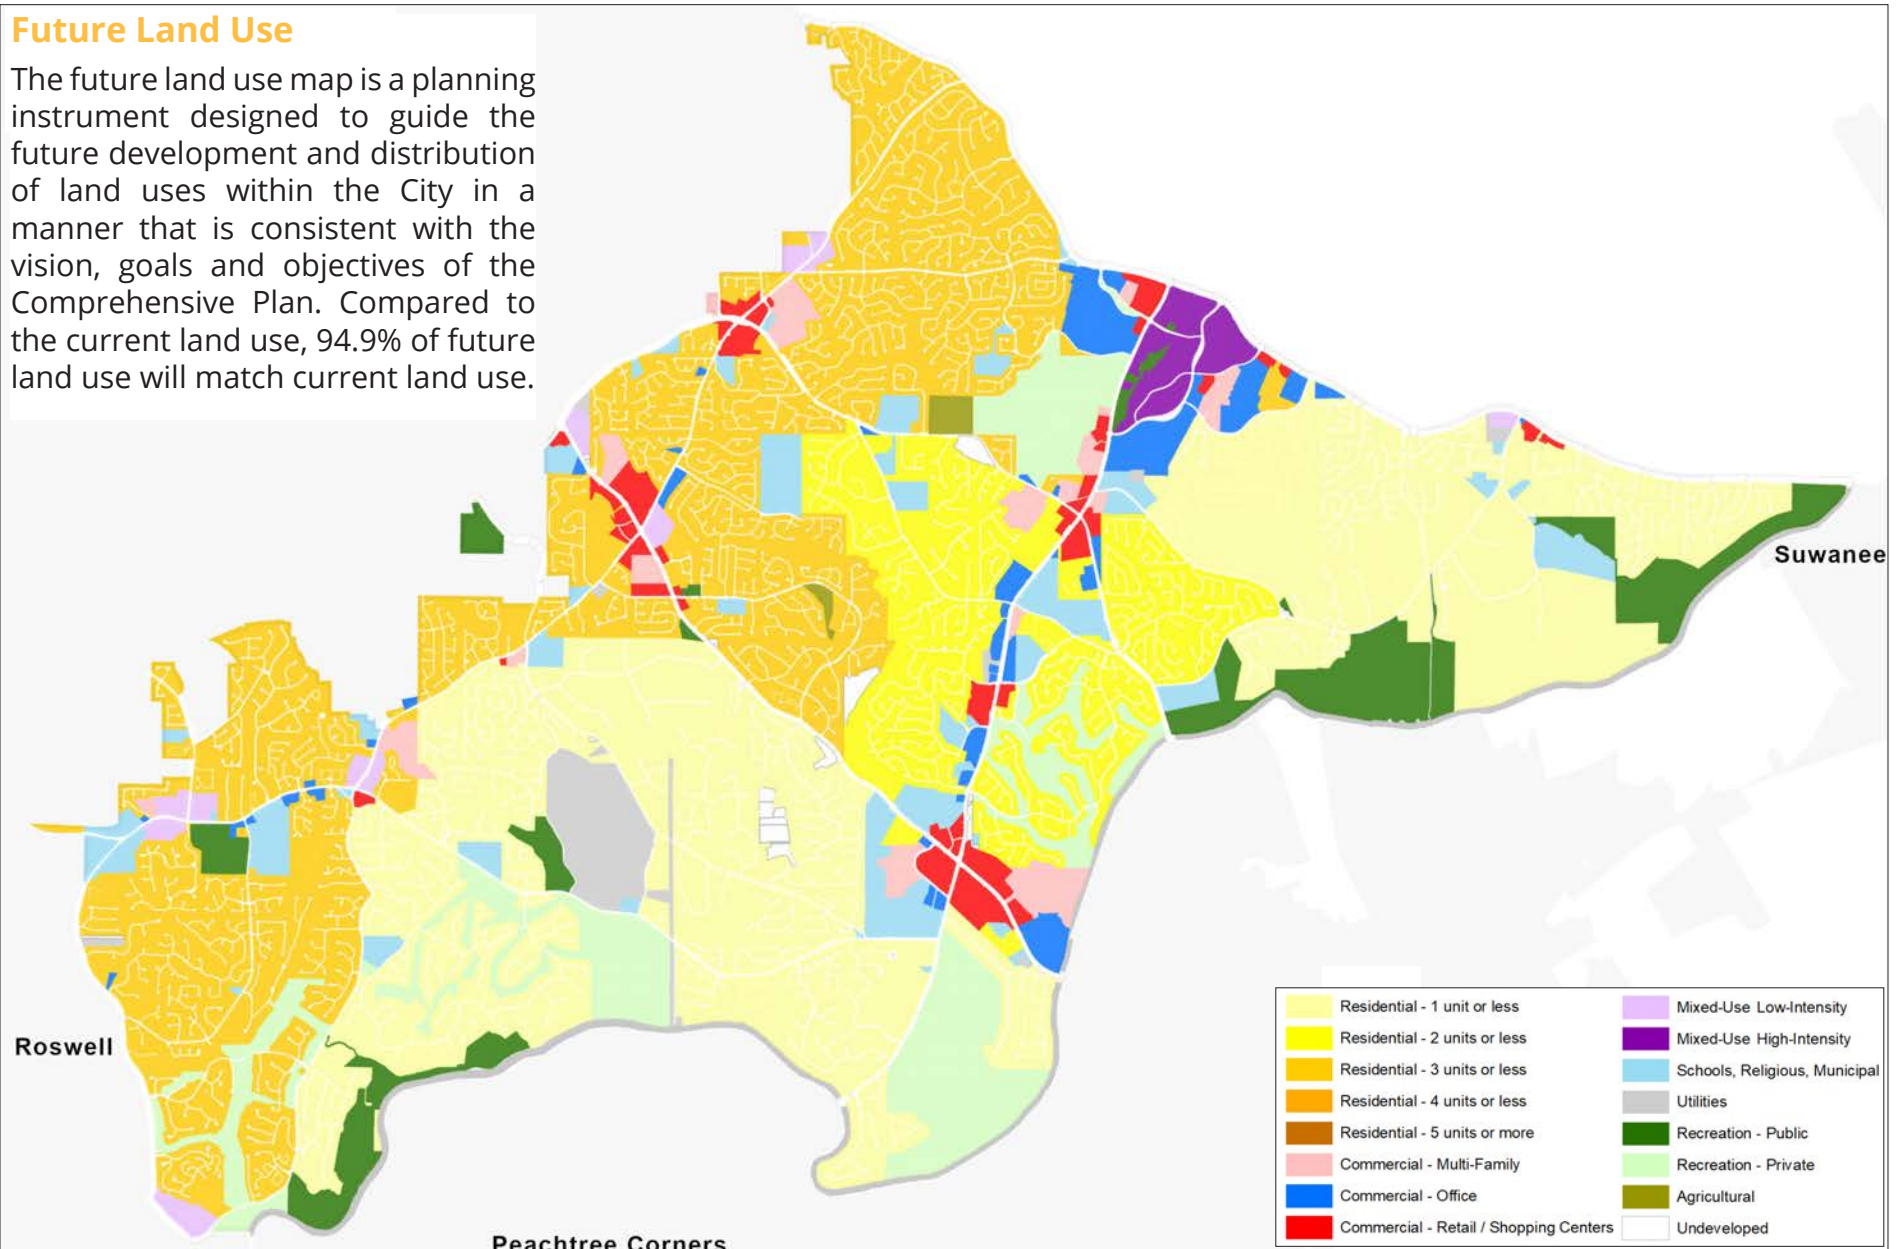 Future Land Use
The future land use map is a planning
instrument designed to guide the
future development and distribution
of land uses within the City in a
manner that is consistent with the
vision, goals and objectives of the
Comprehensive Plan. Compared to
the current land use, 94.9% of future
land use will match current land use.
Suwanee
Roswell
Peachtree Corners
Residential - 1 unit or less
Residential - 2 units or less
Residential - 3 units or less
Residential - 4 units or less
Residential - 5 units or more
Commercial - Multi-Family
Commercial - Office
Commercial - Retail / Shopping Centers
Mixed-Use Low-Intensity
Mixed-Use High-Intensity
Schools, Religious, Municipal
Utilities
Recreation - Public
Recreation - Private
Agricultural
Undeveloped